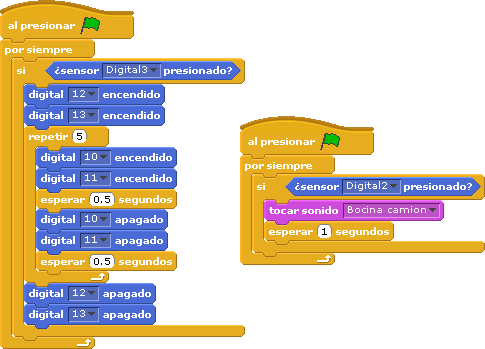 al presionar
por siempre
si ¿sensor Digital3 presionado?
digital 12 encendido
digital 13 encendido
repetir 5
digital 10 encendido
digital 11 encendido
esperar 0.5 segundos
digital 10 apagado
digital 11 apagado
esperar 0.5 segundos
digital 12 apagado
digital 13 apagado
al presionar
por siempre
si ¿sensor Digital2 presionado?
tocar sonido Bocina camion
esperar 1 segundos